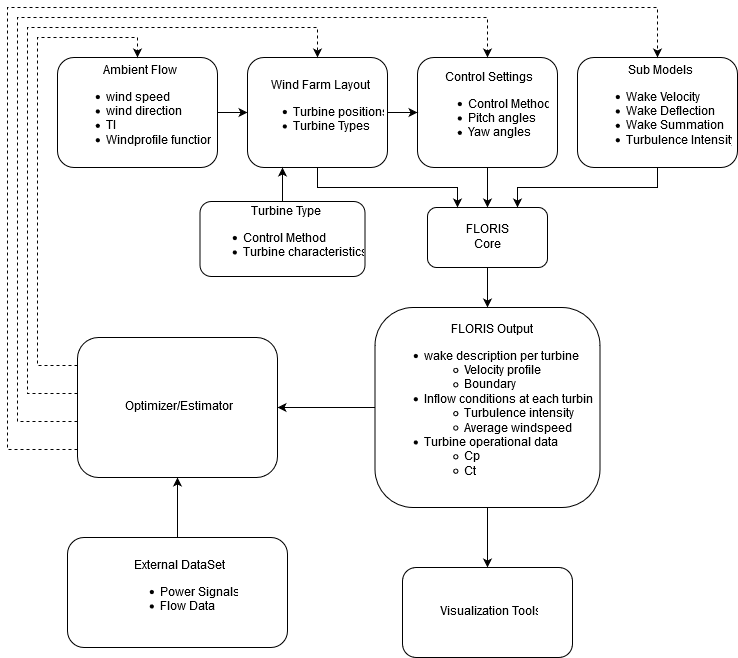 Ambient Flow
wind speed
wind direction
TI
Windprofile function
Wind Farm Layout
Turbine positions
Turbine Types
Control Settings
Control Method
Pitch angles
Yaw angles
Sub Models
Wake Velocity
Wake Deflection
Wake Summation
Turbulence Intensit
Turbine Type
Control Method
Turbine characteristics
FLORIS
Core
FLORIS Output
wake description per turbine
Velocity profile
Boundary
Inflow conditions at each turbin
Turbulence intensity
Average windspeed
Turbine operational data
Cp
Ct
Optimizer/Estimator
External DataSet
Power Signals
Flow Data
Visualization Tools